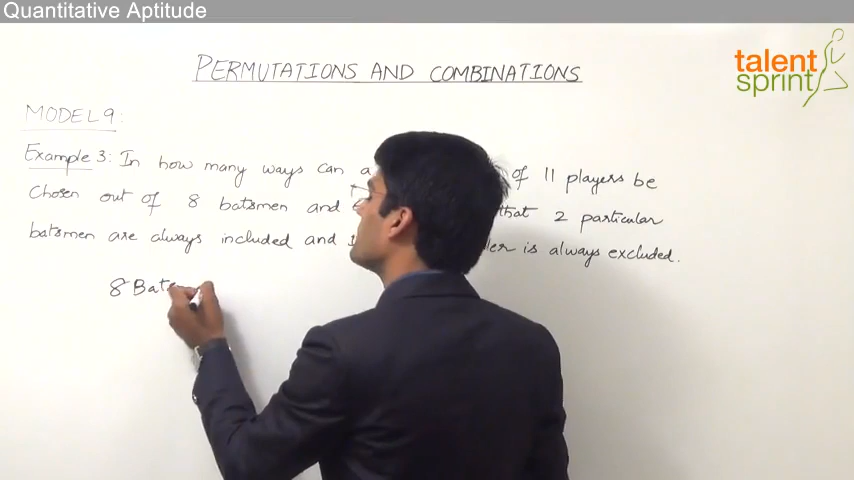 Quantitative Aptitude
talent
sprint
PERMUTATIONS AND COMBINATIONS
MODEL 9:
Example 3: In how many ways can a of 11 players be
Chosen out of 8 batsmen and that 2 particular
batsmen are always included and 1 is always excluded.
8 Bats